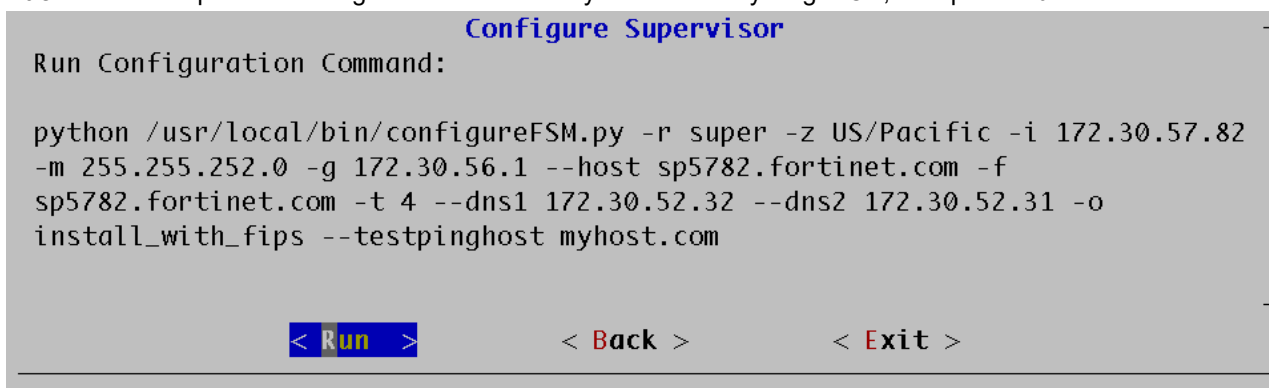 Configure Supervisor
Run Configuration Command:
python /usr/local/bin/configureFSM.py -r super -z US/Pacific -i 172.30.57.82
-m 255.255.252.0 -g 172.30.56.1 --host sp5782.fortinet.com -f
sp5782.fortinet.com -t 4 --dns1 172.30.52.32 --dns2 172.30.52.31 -o
install_with_fips --testpinghost myhost.com
< Run > < Back > < Exit >